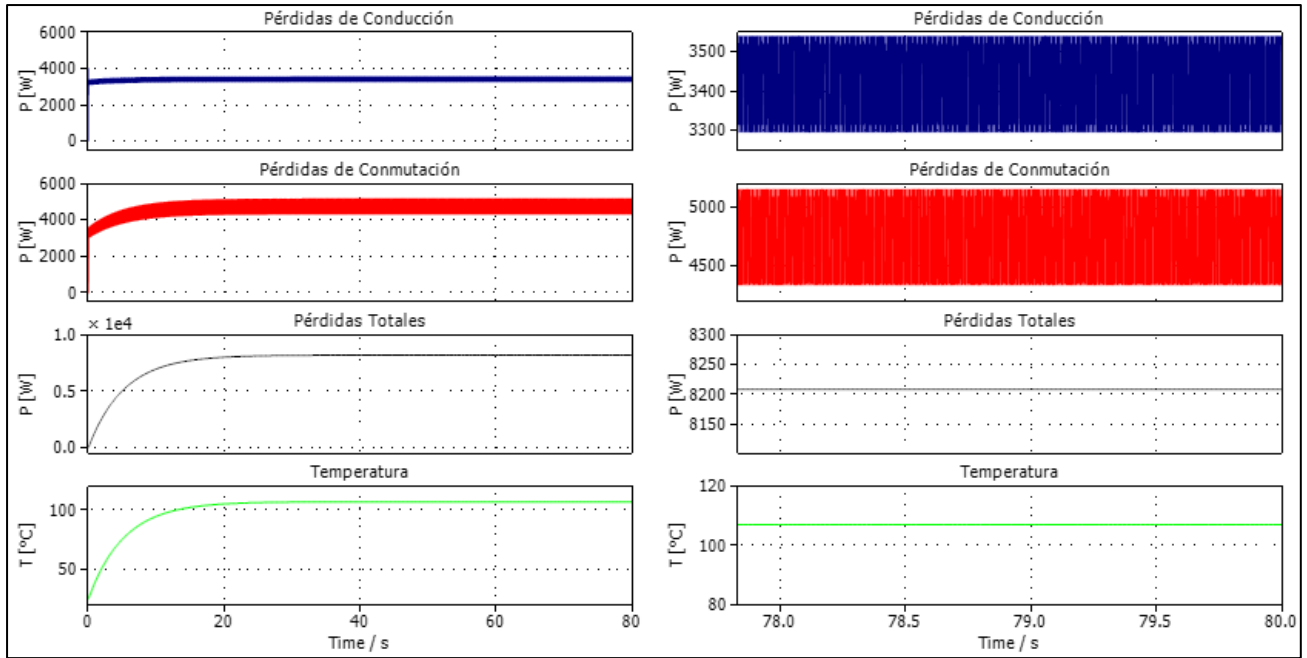 Pérdidas de Conducción
6000
4000
2000
0
P [W]
Pérdidas de Conmutación
6000
4000
2000
0
P [W]
× 1e4
Pérdidas Totales
1.0
0.5
0.0
P [W]
Temperatura
100
50
T [ºC]
0 20 40 60 80
Time / s
Pérdidas de Conducción
3500
3400
3300
P [W]
Pérdidas de Conmutación
5000
4500
P [W]
Pérdidas Totales
8300
8250
8200
8150
P [W]
Temperatura
120
100
80
T [ºC]
78.0 78.5 79.0 79.5 80.0
Time / s